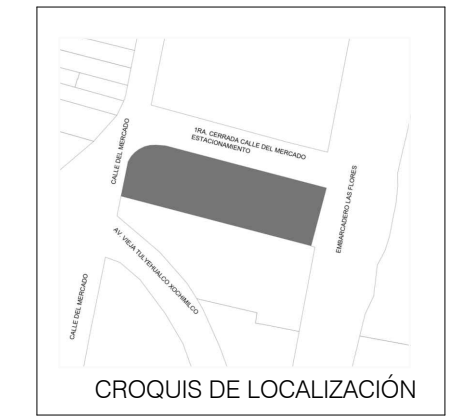 1RA. CERRADA CALLE DEL MERCADO
ESTACIONAMIENTO
CALLE DEL MERCADO
EMBARCADERO LAS FLORES
AV. VIEJA TULYEHUALCO XOCHIMILCO
CALLE DEL MERCADO
CROQUIS DE LOCALIZACIÓN